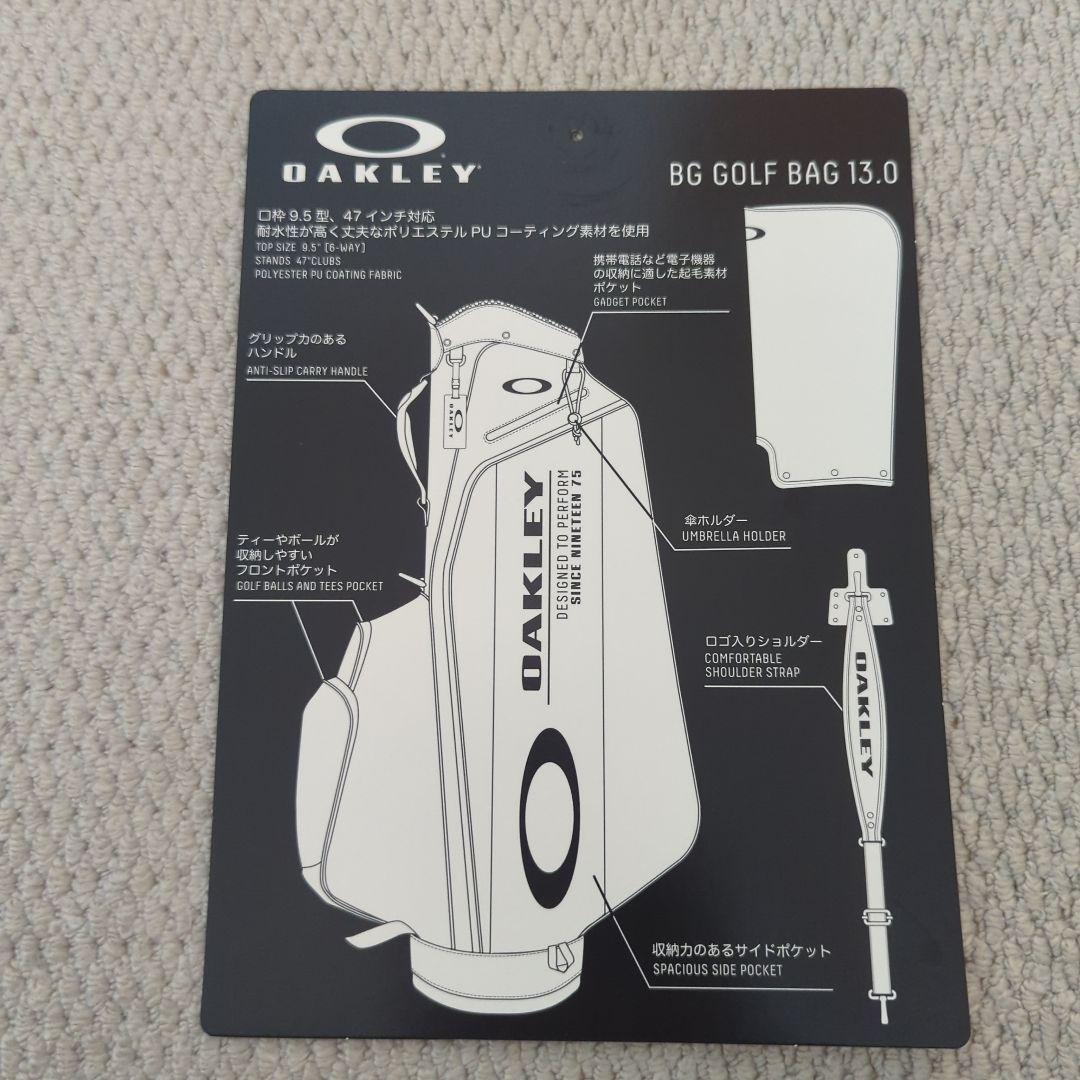 OAKLEY
BG GOLF BAG 13.0
口枠 9.5 型、47 インチ対応
耐水性が高く丈夫なポリエステル PU コーティング素材を使用
TOP SIZE 9.5" [6-WAY]
STANDS 47"CLUBS
POLYESTER PU COATING FABRIC
携帯電話など電子機器
の収納に適した起毛素材
ポケット
GADGET POCKET
グリップ力のある
ハンドル
ANTI-SLIP CARRY HANDLE
OAKLEY
OAKLEY
DESIGNED TO PERFORM
SINCE NINETEEN 75
傘ホルダー
UMBRELLA HOLDER
ティーやボールが
収納しやすい
フロントポケット
GOLF BALLS AND TEES POCKET
ロゴ入りショルダー
COMFORTABLE
SHOULDER STRAP
OAKLEY
収納力のあるサイドポケット
SPACIOUS SIDE POCKET